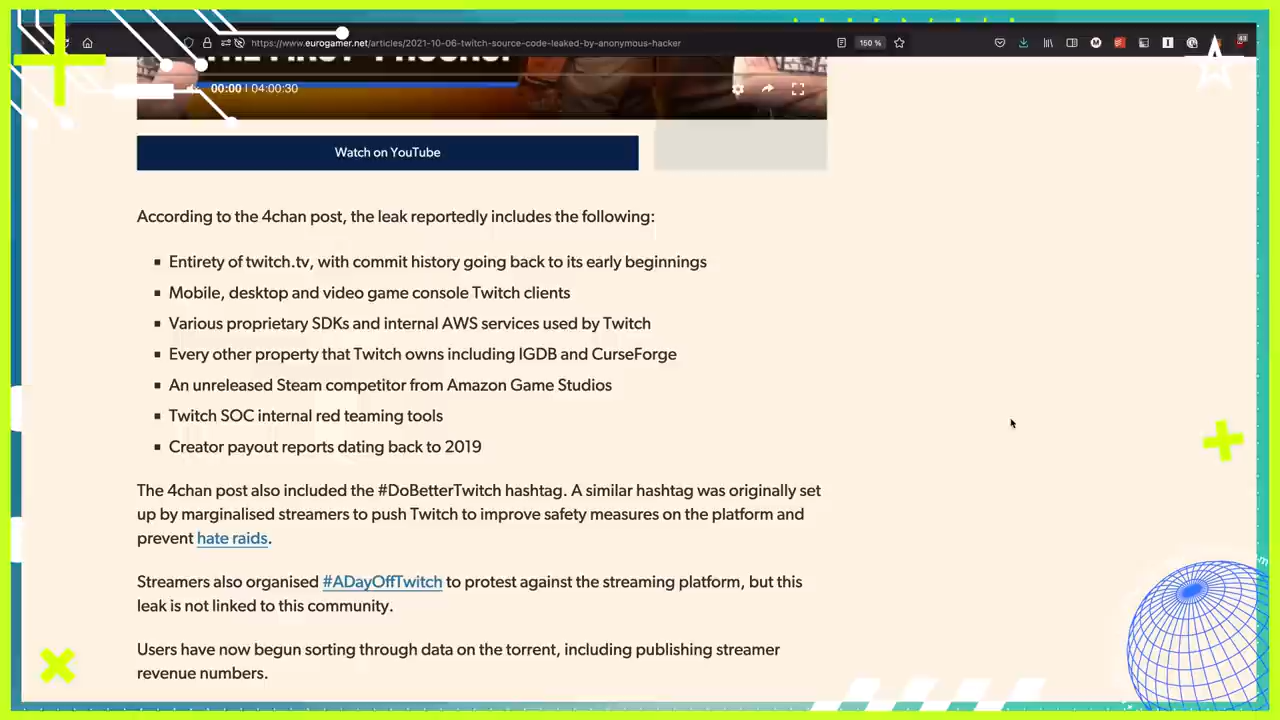 https://www.eurogamer.net/articles/2021-10-06-twitch-source-code-leaked-by-anonymous-hacker
150 %
43
00:00 | 04:00:30
Watch on YouTube
According to the 4chan post, the leak reportedly includes the following:
Entirety of twitch.tv, with commit history going back to its early beginnings
Mobile, desktop and video game console Twitch clients
Various proprietary SDKs and internal AWS services used by Twitch
Every other property that Twitch owns including IGDB and CurseForge
An unreleased Steam competitor from Amazon Game Studios
Twitch SOC internal red teaming tools
Creator payout reports dating back to 2019
The 4chan post also included the #DoBetterTwitch hashtag. A similar hashtag was originally set
up by marginalised streamers to push Twitch to improve safety measures on the platform and
prevent hate raids.
Streamers also organised #ADayOffTwitch to protest against the streaming platform, but this
leak is not linked to this community.
Users have now begun sorting through data on the torrent, including publishing streamer
revenue numbers.